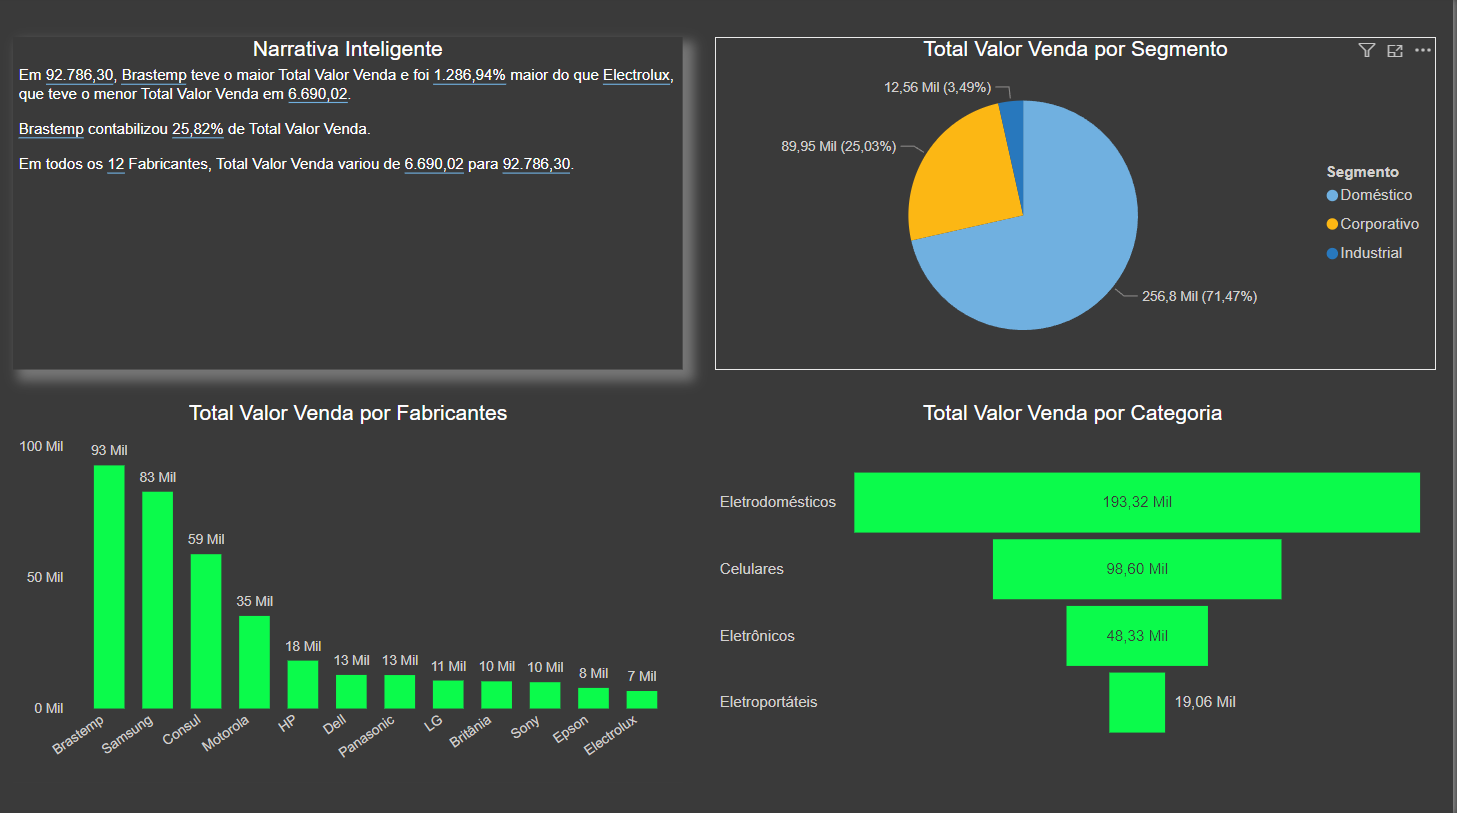 Narrativa Inteligente
Em 92.786,30, Brastemp teve o maior Total Valor Venda e foi 1.286,94% maior do que Electrolux,
que teve o menor Total Valor Venda em 6.690,02.
Brastemp contabilizou 25,82% de Total Valor Venda.
Em todos os 12 Fabricantes, Total Valor Venda variou de 6.690,02 para 92.786,30.
Total Valor Venda por Segmento
12,56 Mil (3,49%)
89,95 Mil (25,03%)
256,8 Mil (71,47%)
Segmento
Doméstico
Corporativo
Industrial
Total Valor Venda por Fabricantes
100 Mil
50 Mil
0 Mil
93 Mil
83 Mil
59 Mil
35 Mil
18 Mil
13 Mil
13 Mil
11 Mil
10 Mil
10 Mil
8 Mil
7 Mil
Brastemp
Samsung
Consul
Motorola
HP
Dell
Panasonic
LG
Britânia
Sony
Epson
Electrolux
Total Valor Venda por Categoria
Eletrodomésticos
193,32 Mil
Celulares
98,60 Mil
Eletrônicos
48,33 Mil
Eletroportáteis
19,06 Mil